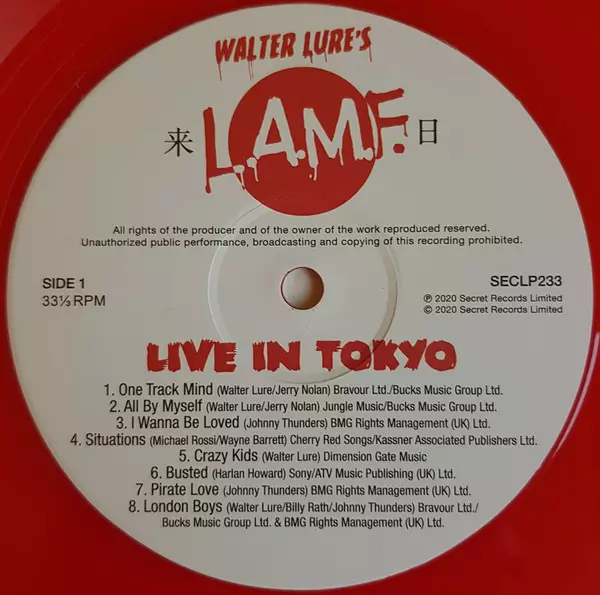 WALTER LURE'S
来 L.A.M.F. 日
All rights of the producer and of the owner of the work reproduced reserved.
Unauthorized public performance, broadcasting and copying of this recording prohibited.
SIDE 1
33⅓ RPM
SECLP233
℗ 2020 Secret Records Limited
© 2020 Secret Records Limited
LIVE IN TOKYO
1. One Track Mind (Walter Lure/Jerry Nolan) Bravour Ltd./Bucks Music Group Ltd.
2. All By Myself (Walter Lure/Jerry Nolan) Jungle Music/Bucks Music Group Ltd.
3. I Wanna Be Loved (Johnny Thunders) BMG Rights Management (UK) Ltd.
4. Situations (Michael Rossi/Wayne Barrett) Cherry Red Songs/Kassner Associated Publishers Ltd.
5. Crazy Kids (Walter Lure) Dimension Gate Music
6. Busted (Harlan Howard) Sony/ATV Music Publishing (UK) Ltd.
7. Pirate Love (Johnny Thunders) BMG Rights Management (UK) Ltd.
8. London Boys (Walter Lure/Billy Rath/Johnny Thunders) Bravour Ltd./
Bucks Music Group Ltd. & BMG Rights Management (UK) Ltd.